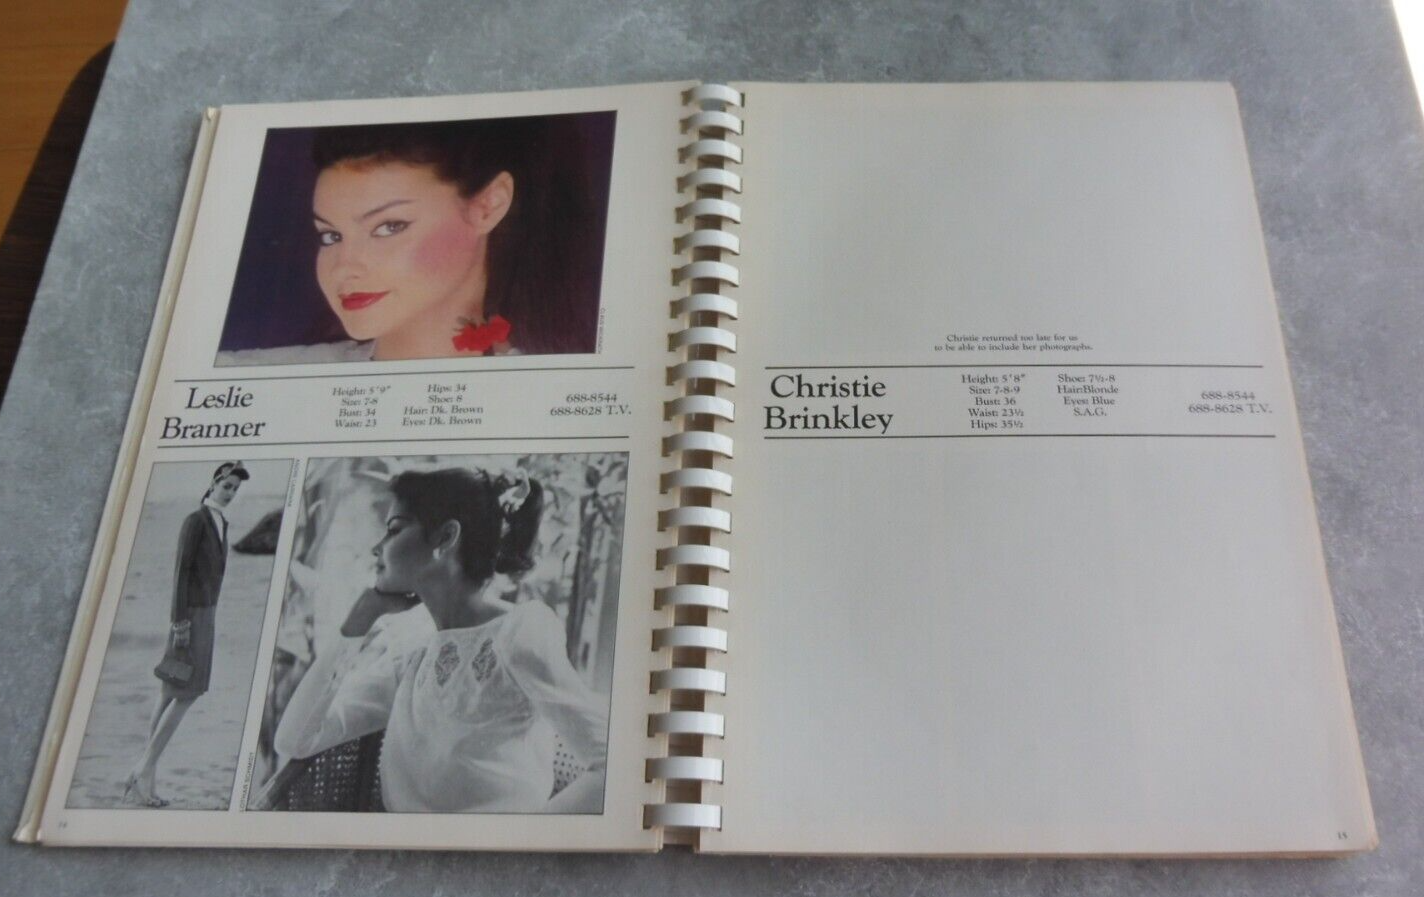 Leslie
Branner
Height: 5'9"
Size: 7-8
Bust: 34
Waist: 23
Hips: 34
Shoe: 8
Hair: Dk. Brown
Eyes: Dk. Brown
688-8544
688-8628 T.V.
LOTHAR SCHMIDT
14
Christie returned too late for us
to be able to include her photographs.
Christie
Brinkley
Height: 5'8"
Size: 7-8-9
Bust: 36
Waist: 23½
Hips: 35½
Shoe: 7½-8
Hair:Blonde
Eyes: Blue
S.A.G.
688-8544
688-8628 T.V.
15